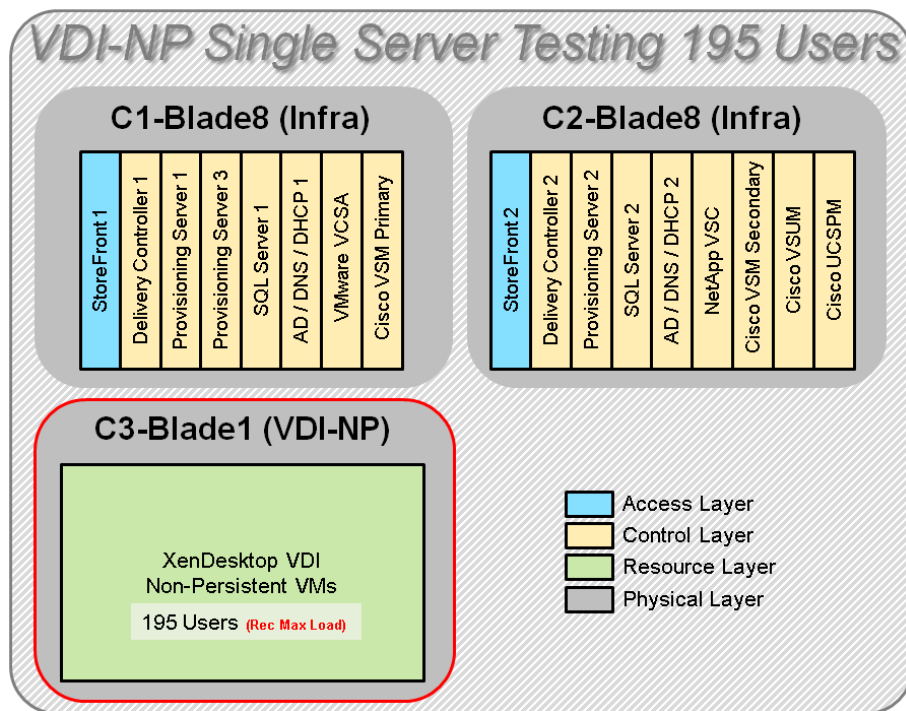 VDI-NP Single Server Testing 195 Users
C1-Blade8 (Infra)
StoreFront 1
Delivery Controller 1
Provisioning Server 1
Provisioning Server 3
SQL Server 1
AD / DNS / DHCP 1
VMware VCSA
Cisco VSM Primary
C2-Blade8 (Infra)
StoreFront 2
Delivery Controller 2
Provisioning Server 2
SQL Server 2
AD / DNS / DHCP 2
NetApp VSC
Cisco VSM Secondary
Cisco VSUM
Cisco UCSPM
C3-Blade1 (VDI-NP)
XenDesktop VDI
Non-Persistent VMs
195 Users (Rec Max Load)
Access Layer
Control Layer
Resource Layer
Physical Layer